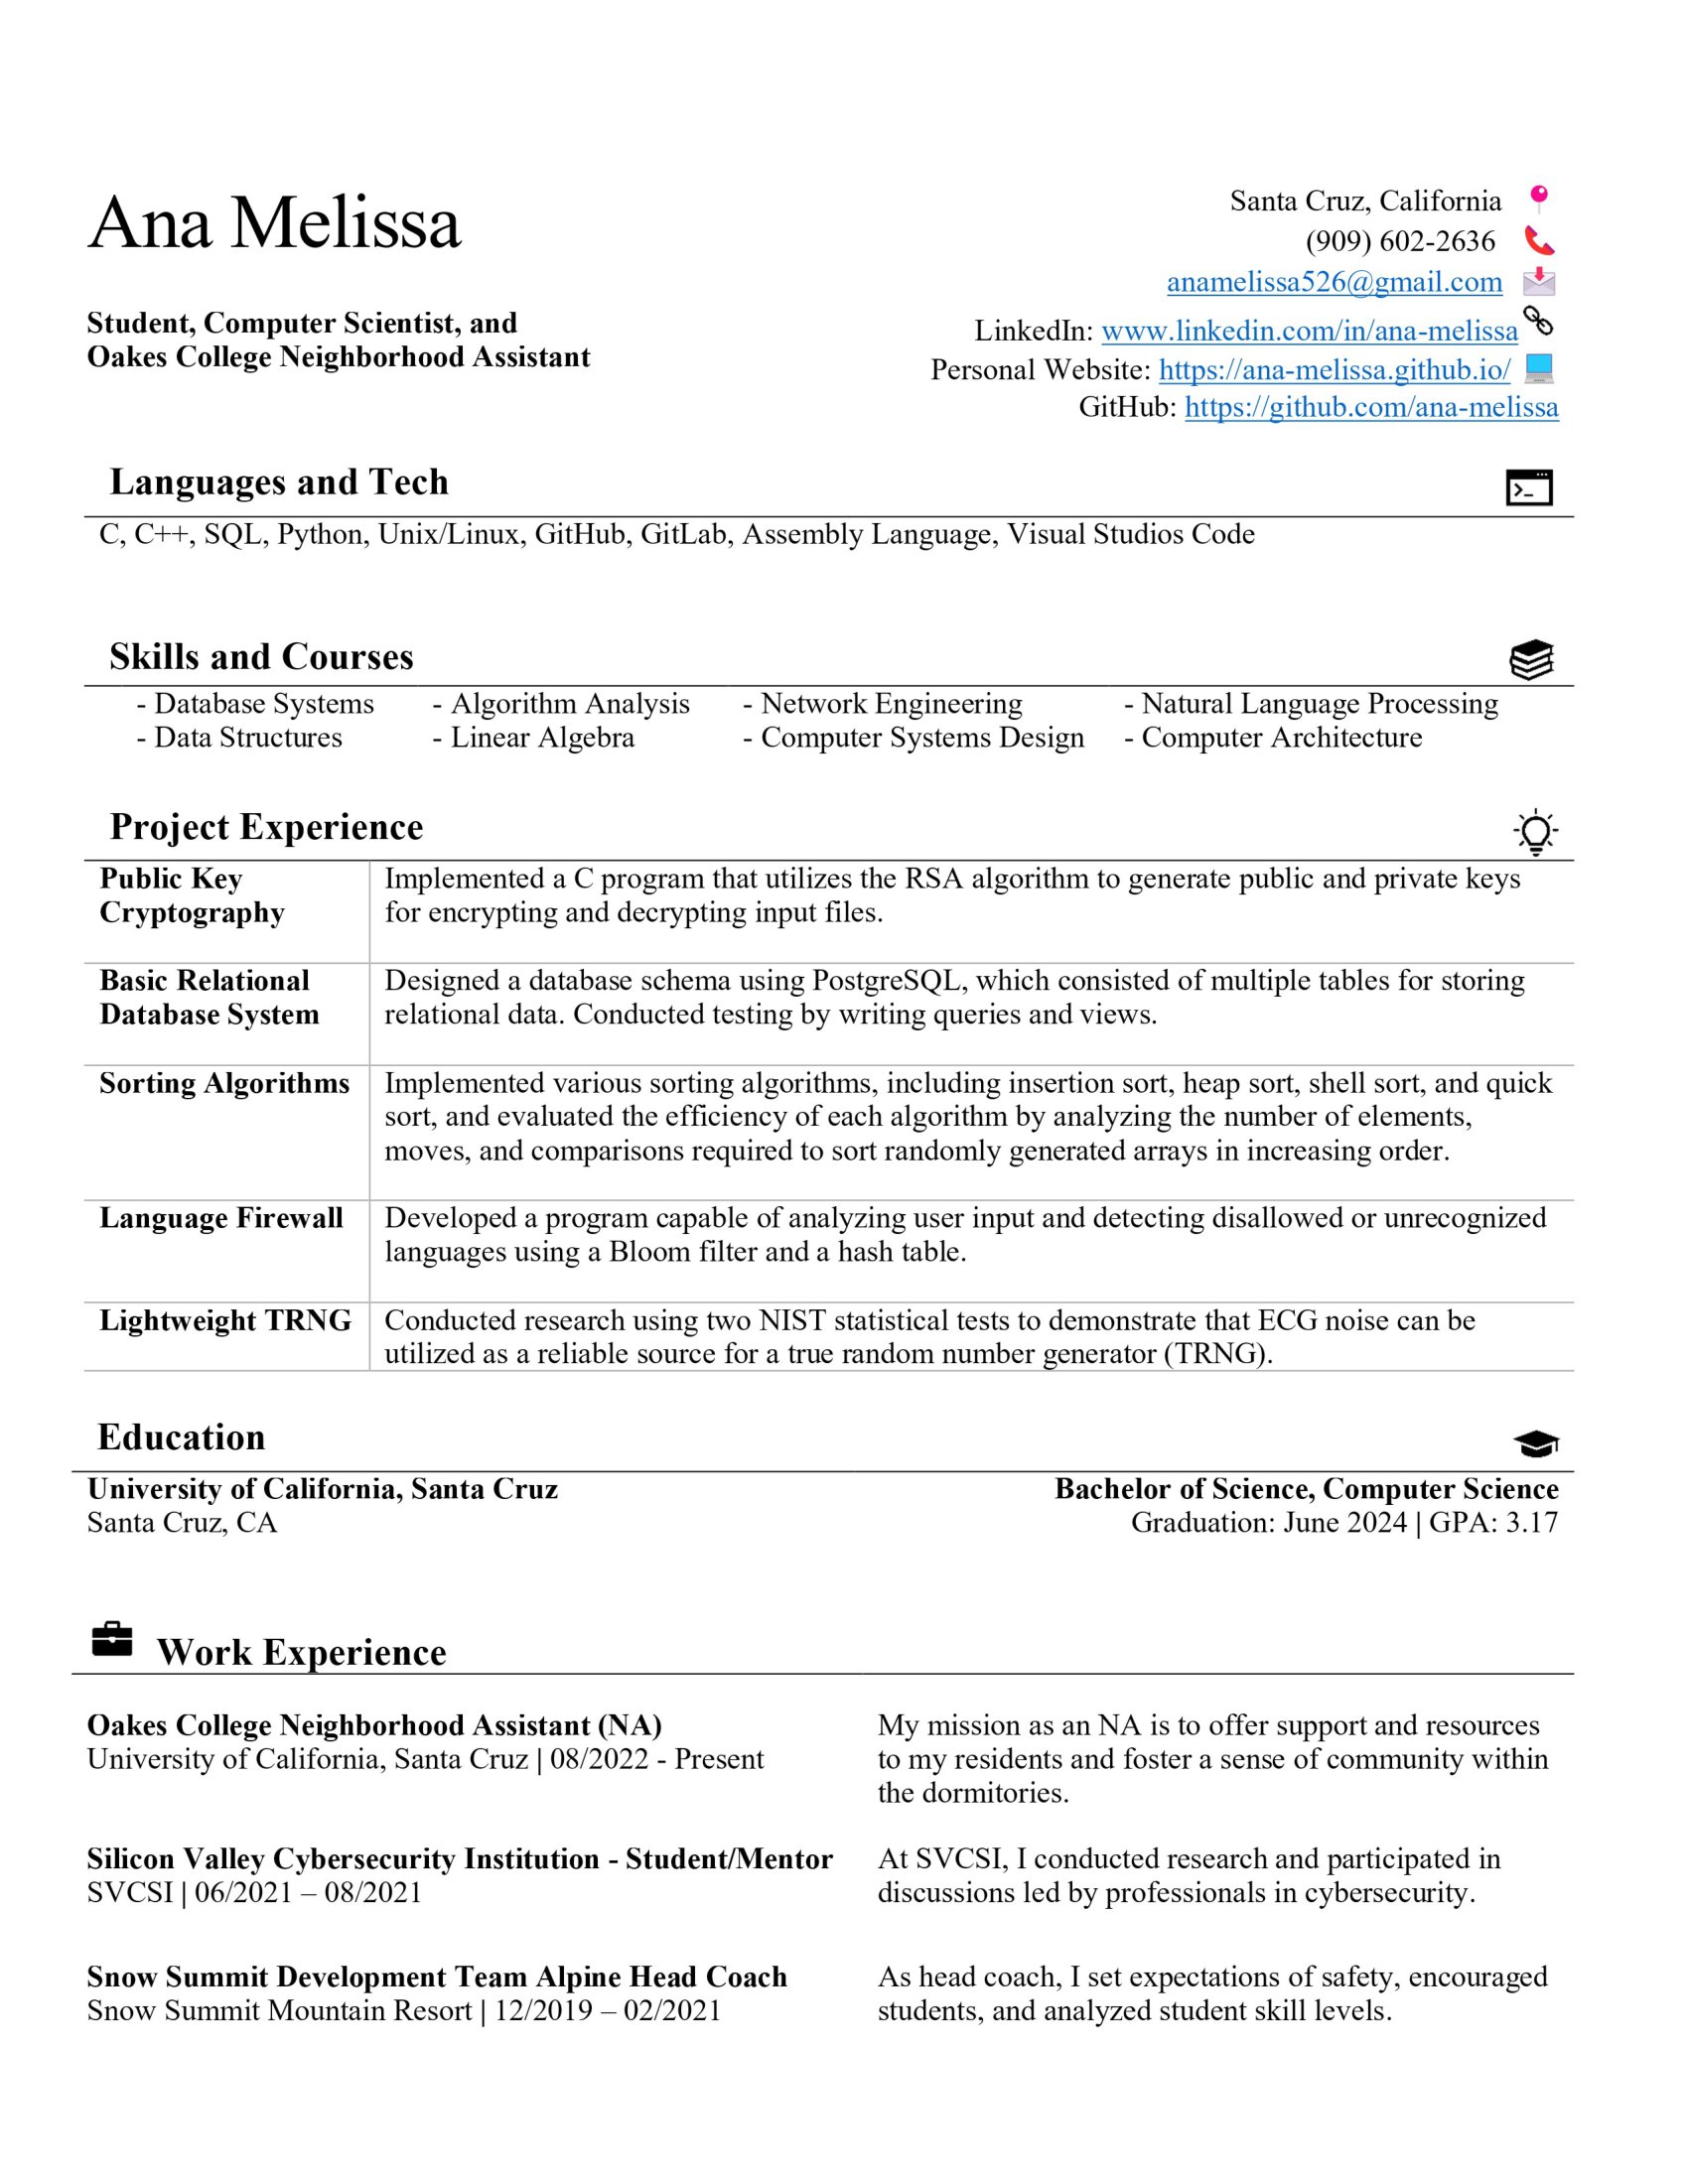 Ana Melissa
Student, Computer Scientist, and
Oakes College Neighborhood Assistant
Santa Cruz, California
(909) 602-2636
anamelissa526@gmail.com
LinkedIn: www.linkedin.com/in/ana-melissa
Personal Website: https://ana-melissa.github.io/
GitHub: https://github.com/ana-melissa
Languages and Tech
C, C++, SQL, Python, Unix/Linux, GitHub, GitLab, Assembly Language, Visual Studios Code
Skills and Courses
- Database Systems - Algorithm Analysis - Network Engineering - Natural Language Processing
- Data Structures - Linear Algebra - Computer Systems Design - Computer Architecture
Project Experience
Public Key
Cryptography
Implemented a C program that utilizes the RSA algorithm to generate public and private keys
for encrypting and decrypting input files.
Basic Relational
Database System
Designed a database schema using PostgreSQL, which consisted of multiple tables for storing
relational data. Conducted testing by writing queries and views.
Sorting Algorithms
Implemented various sorting algorithms, including insertion sort, heap sort, shell sort, and quick
sort, and evaluated the efficiency of each algorithm by analyzing the number of elements,
moves, and comparisons required to sort randomly generated arrays in increasing order.
Language Firewall
Developed a program capable of analyzing user input and detecting disallowed or unrecognized
languages using a Bloom filter and a hash table.
Lightweight TRNG
Conducted research using two NIST statistical tests to demonstrate that ECG noise can be
utilized as a reliable source for a true random number generator (TRNG).
Education
University of California, Santa Cruz
Santa Cruz, CA
Bachelor of Science, Computer Science
Graduation: June 2024 | GPA: 3.17
Work Experience
Oakes College Neighborhood Assistant (NA)
University of California, Santa Cruz | 08/2022 - Present
My mission as an NA is to offer support and resources
to my residents and foster a sense of community within
the dormitories.
Silicon Valley Cybersecurity Institution - Student/Mentor
SVCSI | 06/2021 – 08/2021
At SVCSI, I conducted research and participated in
discussions led by professionals in cybersecurity.
Snow Summit Development Team Alpine Head Coach
Snow Summit Mountain Resort | 12/2019 – 02/2021
As head coach, I set expectations of safety, encouraged
students, and analyzed student skill levels.